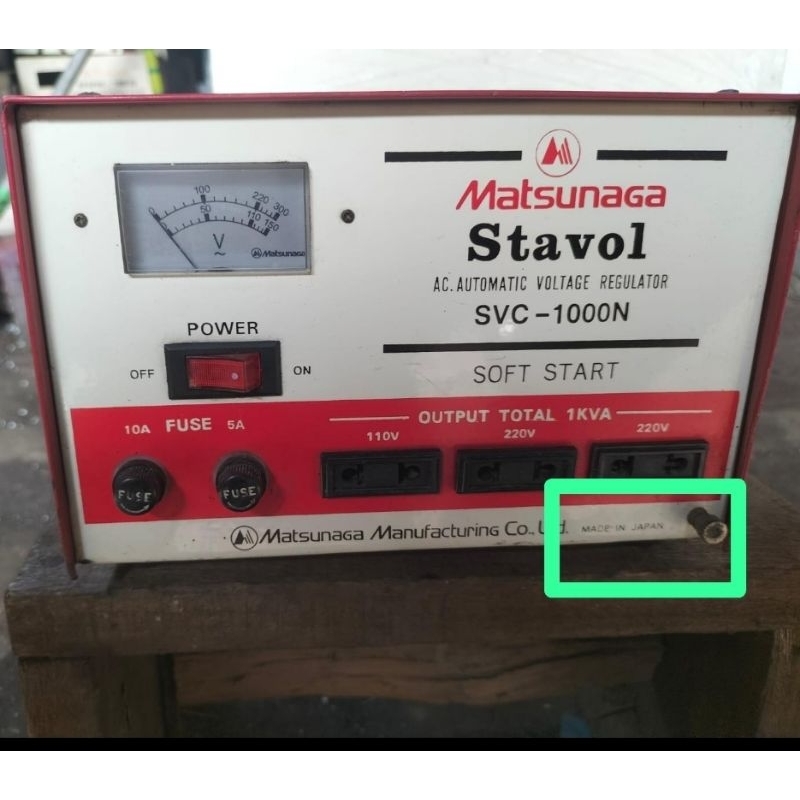 Matsunaga
Stavol
AC. AUTOMATIC VOLTAGE REGULATOR
SVC-1000N
SOFT START
0 100 220 300
0 50 110 150
V
~
Matsunaga
POWER
OFF ON
10A FUSE 5A
FUSE FUSE
OUTPUT TOTAL 1KVA
110V 220V 220V
Matsunaga Manufacturing Co., Ltd. MADE IN JAPAN